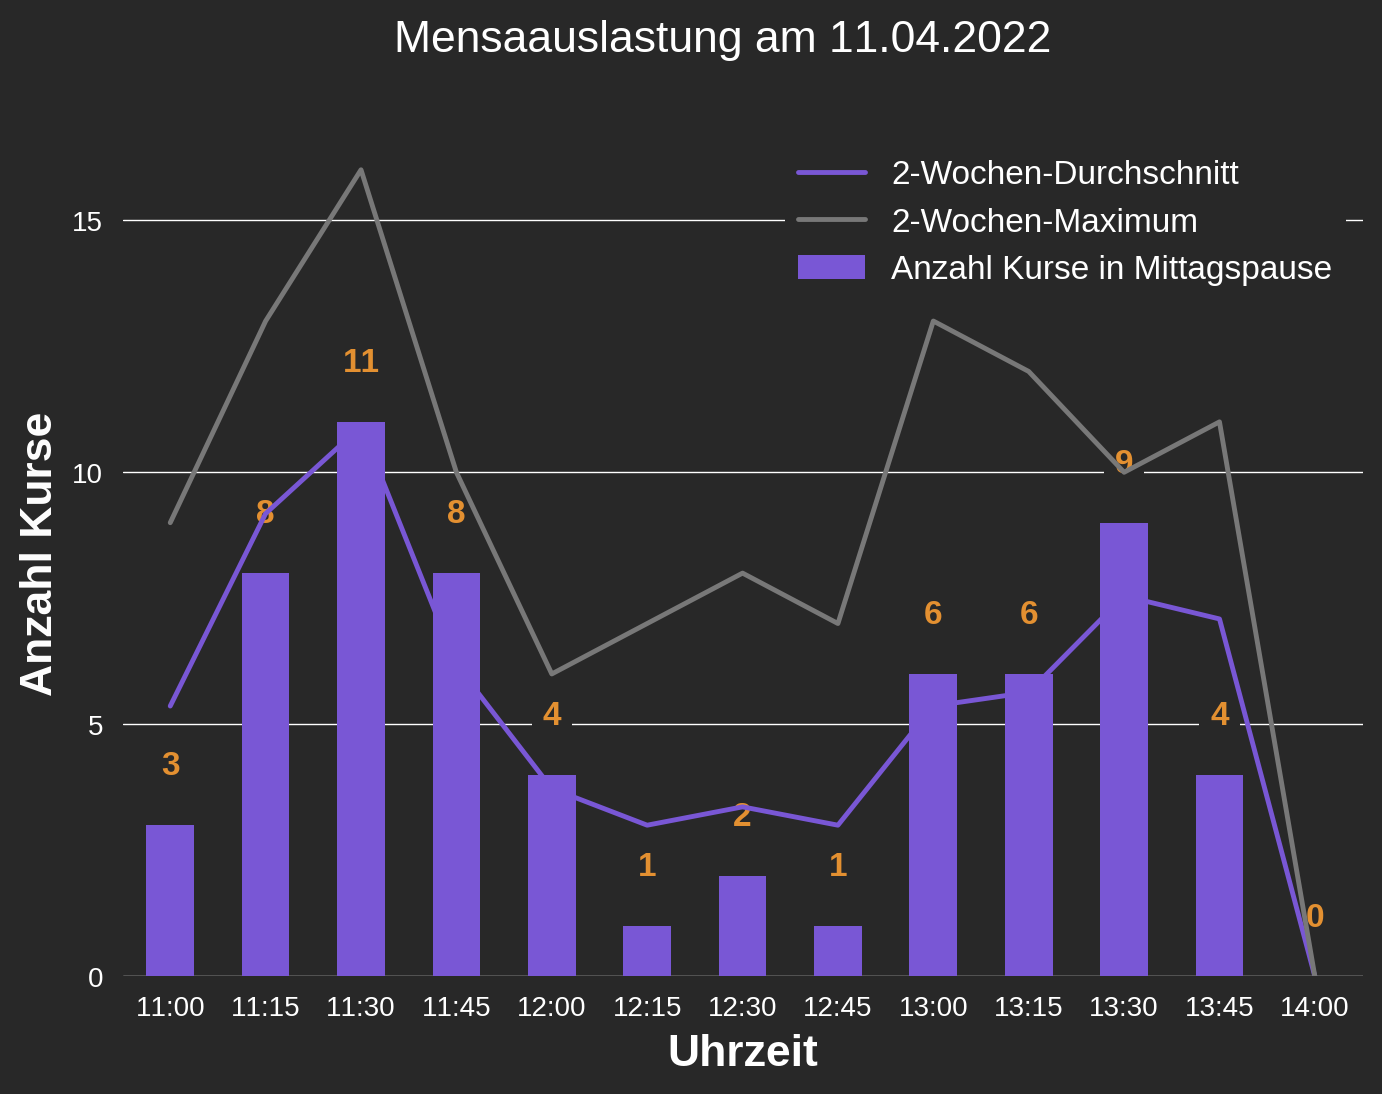 Mensaauslastung am 11.04.2022
2-Wochen-Durchschnitt
2-Wochen-Maximum
Anzahl Kurse in Mittagspause
Anzahl Kurse
15
10
5
0
3
8
11
8
4
1
2
1
6
6
9
4
0
11:00 11:15 11:30 11:45 12:00 12:15 12:30 12:45 13:00 13:15 13:30 13:45 14:00
Uhrzeit